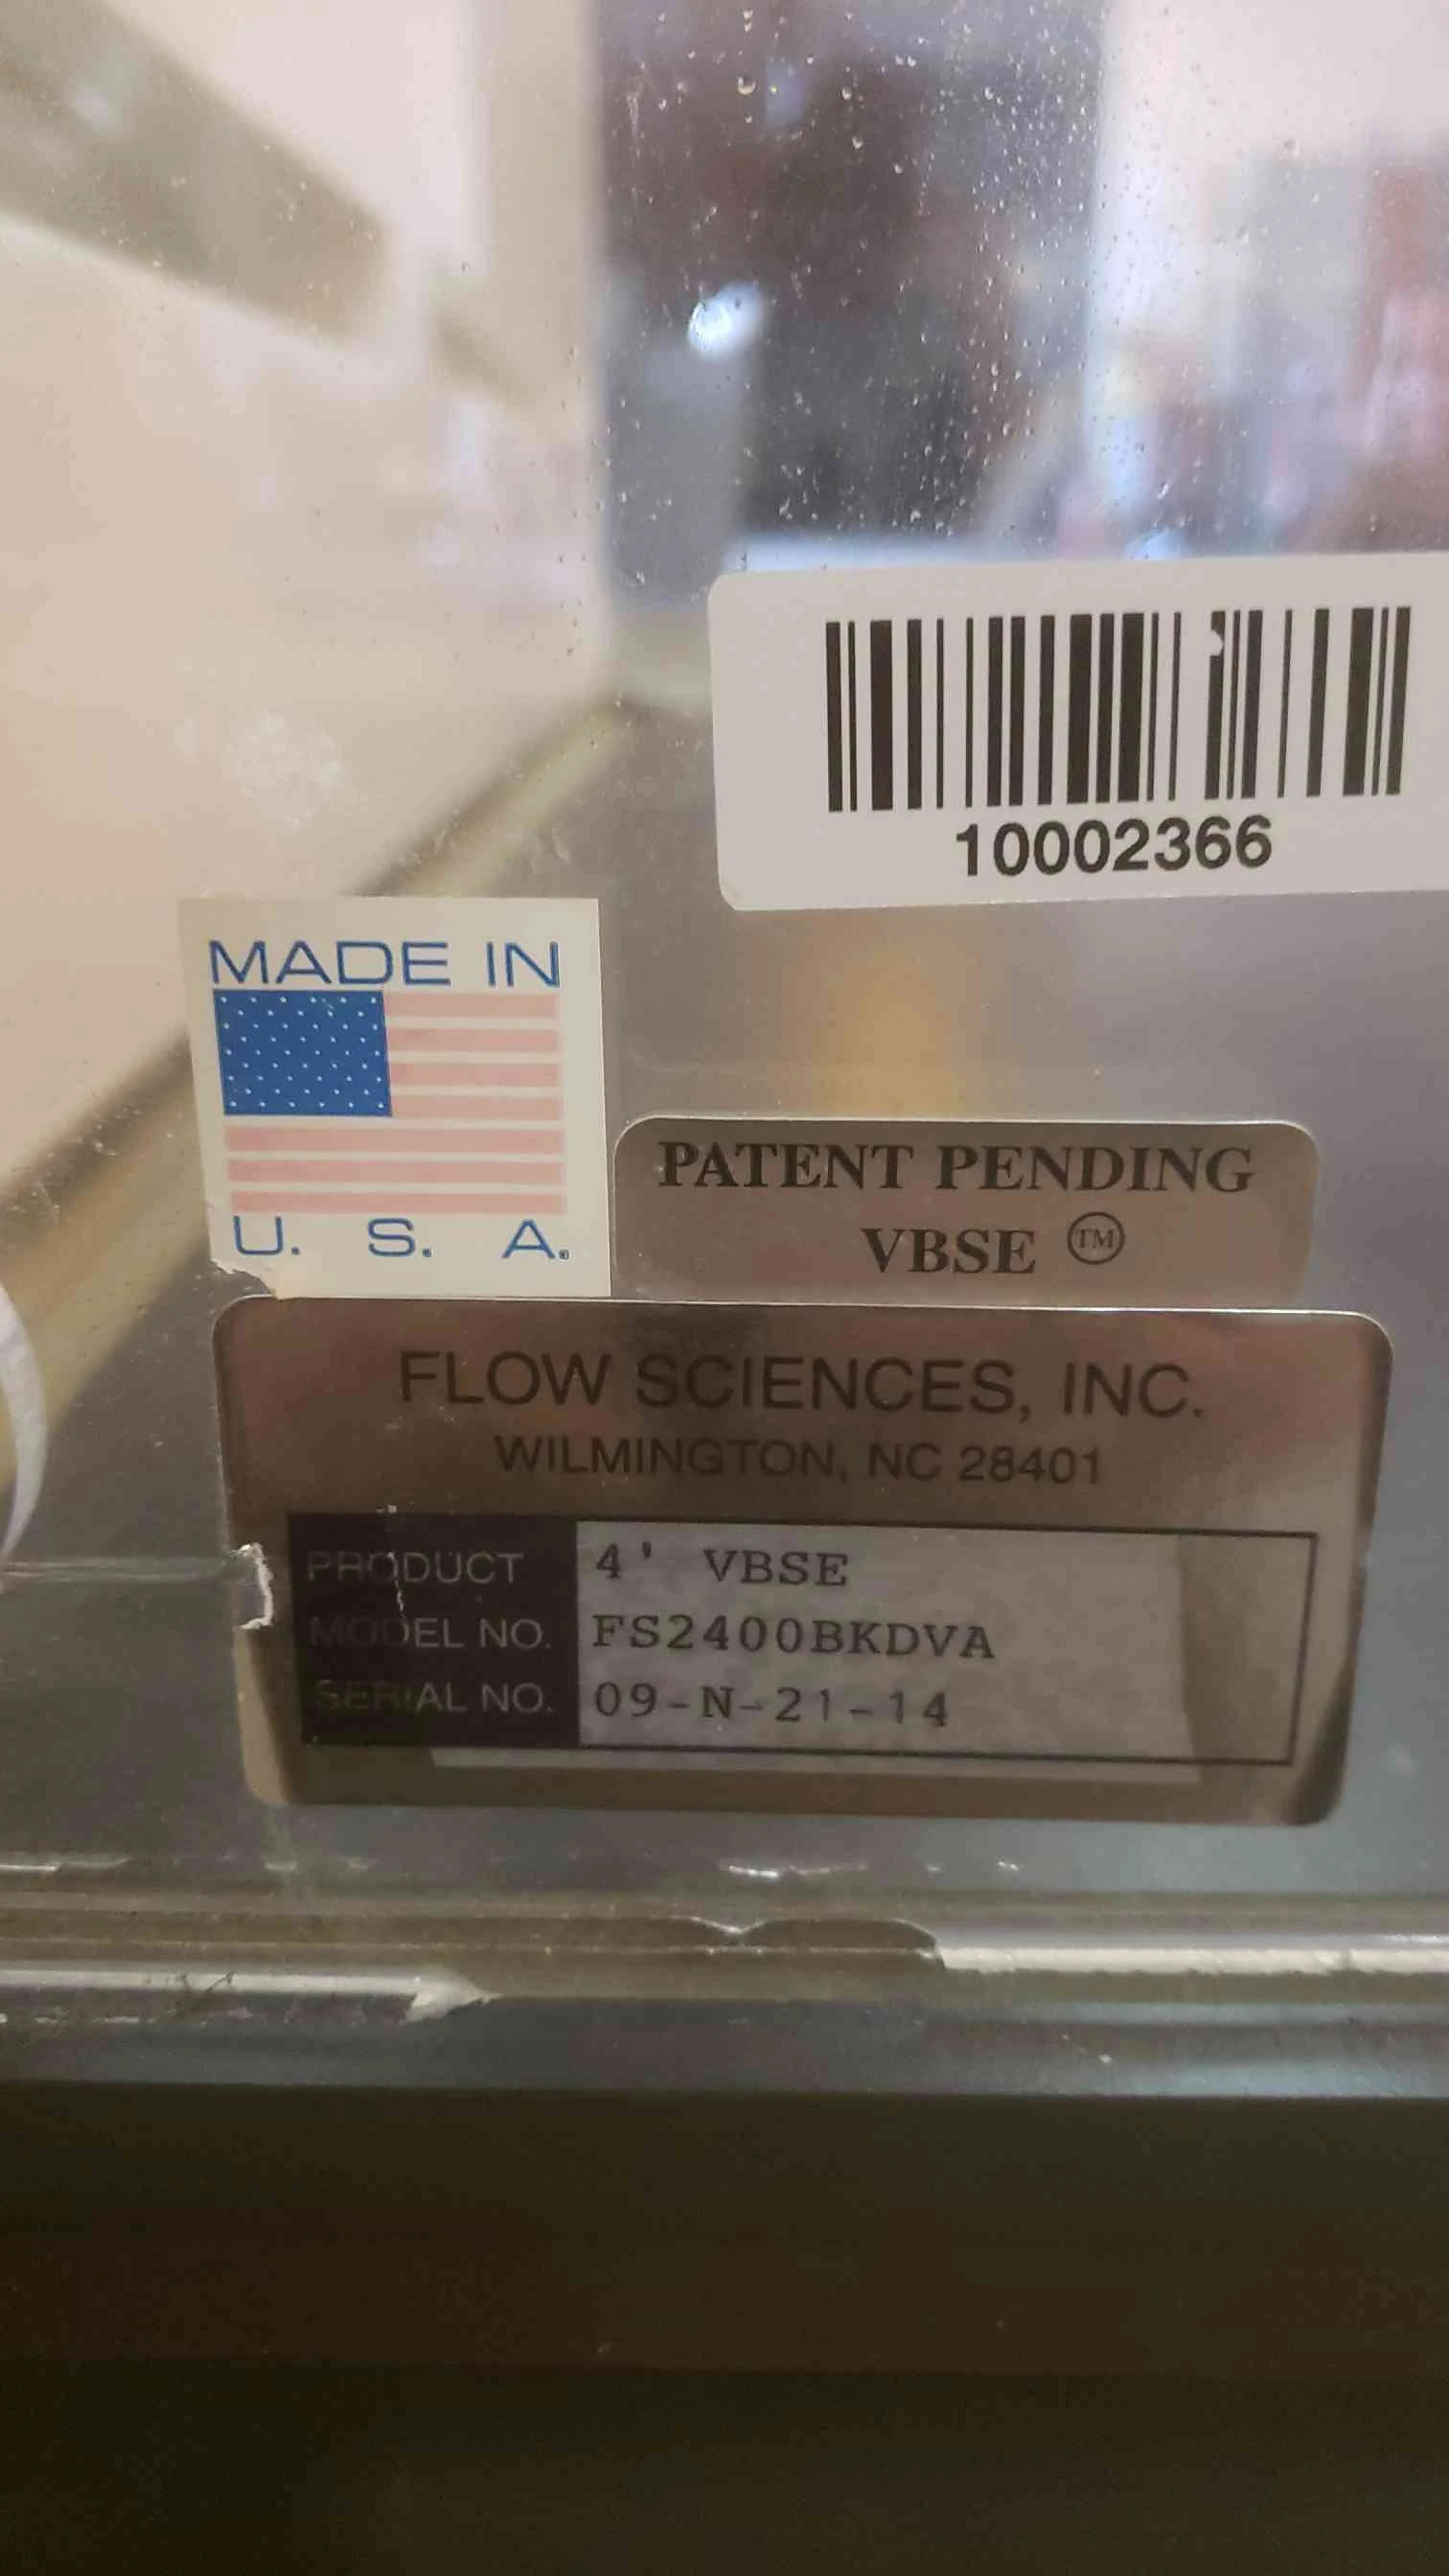 10002366
MADE IN
U. S. A.
PATENT PENDING
VBSE ™
FLOW SCIENCES, INC.
WILMINGTON, NC 28401
PRODUCT 4' VBSE
MODEL NO. FS2400BKDVA
SERIAL NO. 09-N-21-14